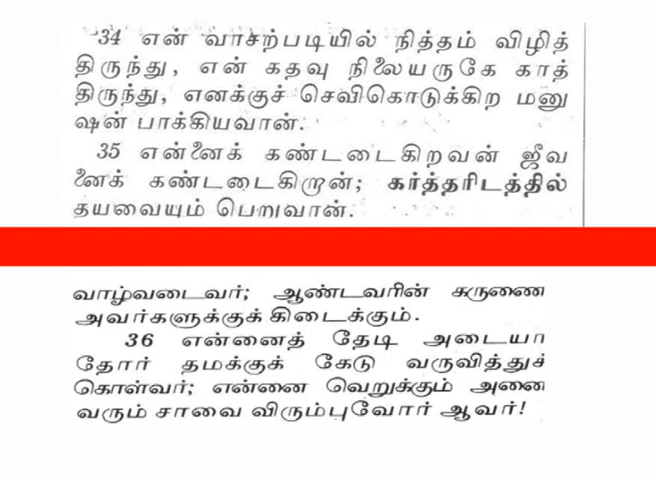 34 என் வாசற்படியில் நித்தம் விழித்
திருந்து, என் கதவு நிலையருகே காத்
திருந்து, எனக்குச் செவிகொடுக்கிற மனு
ஷன் பாக்கியவான்.
35 என்னைக் கண்டடைகிறவன் ஜீவ
னைக் கண்டடைகிறான்; கர்த்தரிடத்தில்
தயவையும் பெறுவான்.
வாழ்வடைவர்; ஆண்டவரின் கருணை
அவர்களுக்குக் கிடைக்கும்.
36 என்னைத் தேடி அடையா
தோர் தமக்குக் கேடு வருவித்துக்
கொள்வர்; என்னை வெறுக்கும் அனை
வரும் சாவை விரும்புவோர் ஆவர்!